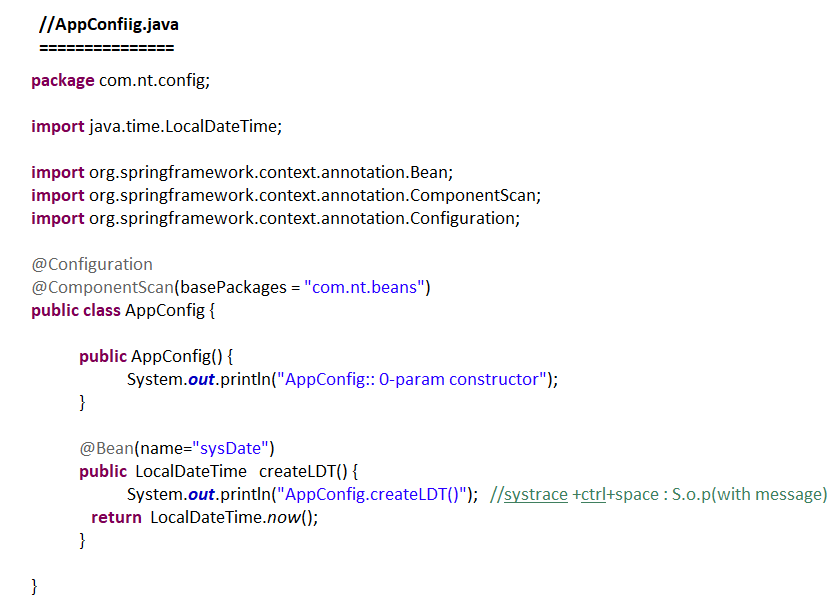 //AppConfiig.java
===============
package com.nt.config;
import java.time.LocalDateTime;
import org.springframework.context.annotation.Bean;
import org.springframework.context.annotation.ComponentScan;
import org.springframework.context.annotation.Configuration;
@Configuration
@ComponentScan(basePackages = "com.nt.beans")
public class AppConfig {
public AppConfig() {
System.out.println("AppConfig:: 0-param constructor");
}
@Bean(name="sysDate")
public LocalDateTime createLDT() {
System.out.println("AppConfig.createLDT()"); //systrace +ctrl+space : S.o.p(with message)
return LocalDateTime.now();
}
}